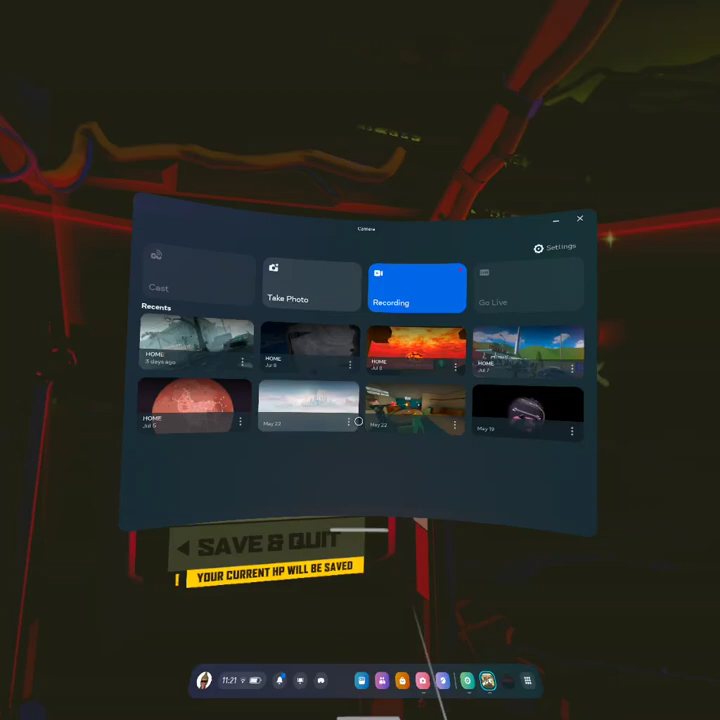 Camera
Settings
Cast
Take Photo
Recording
Go Live
Recents
HOME
5 days ago
HOME
Jul 8
HOME
Jul 8
HOME
Jul 7
HOME
Jul 5
May 22
May 22
May 19
SAVE & QUIT
YOUR CURRENT HP WILL BE SAVED
11:21